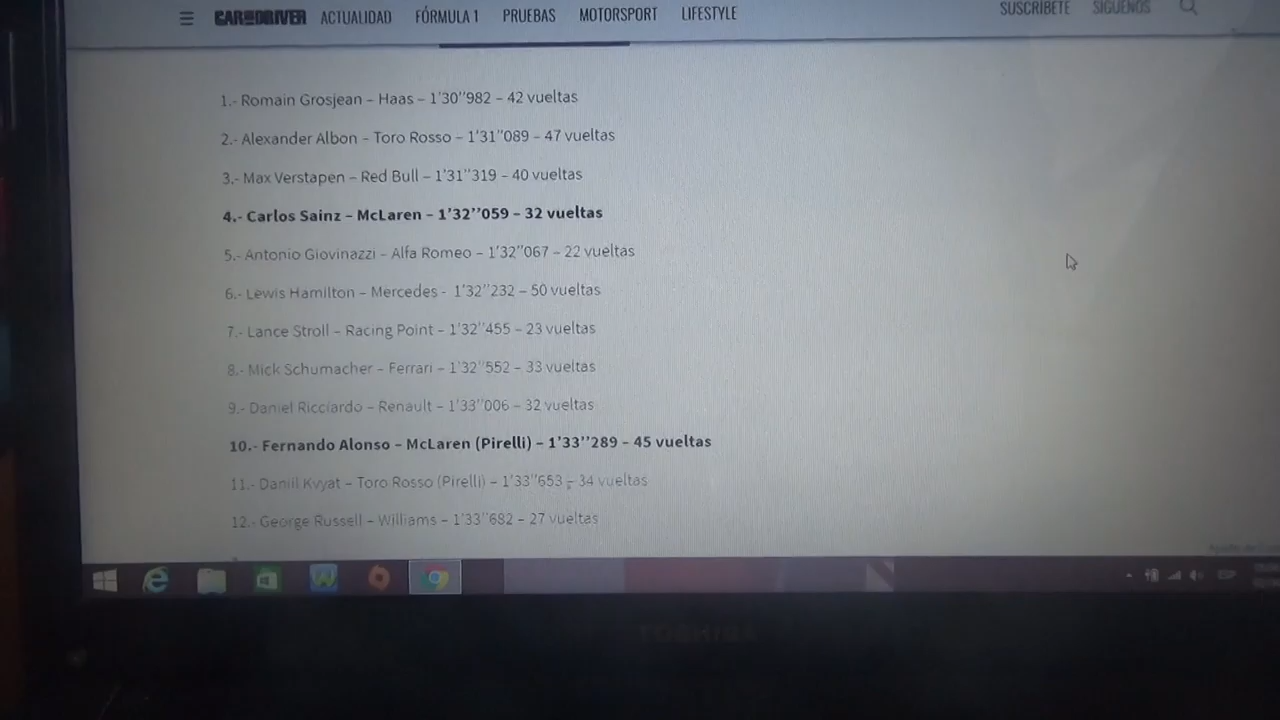 CAR AND DRIVER ACTUALIDAD FÓRMULA 1 PRUEBAS MOTORSPORT LIFESTYLE SUSCRÍBETE SÍGUENOS
1.- Romain Grosjean – Haas – 1'30''982 – 42 vueltas
2.- Alexander Albon – Toro Rosso – 1'31''089 – 47 vueltas
3.- Max Verstapen – Red Bull – 1'31''319 – 40 vueltas
4.- Carlos Sainz – McLaren – 1'32''059 – 32 vueltas
5.- Antonio Giovinazzi – Alfa Romeo – 1'32''067 – 22 vueltas
6.- Lewis Hamilton – Mercedes - 1'32''232 – 50 vueltas
7.- Lance Stroll – Racing Point – 1'32''455 – 23 vueltas
8.- Mick Schumacher – Ferrari – 1'32''552 – 33 vueltas
9.- Daniel Ricciardo – Renault – 1'33''006 – 32 vueltas
10.- Fernando Alonso – McLaren (Pirelli) – 1'33''289 – 45 vueltas
11.- Daniil Kvyat – Toro Rosso (Pirelli) – 1'33''653 – 34 vueltas
12.- George Russell – Williams – 1'33''682 – 27 vueltas
TOSHIBA